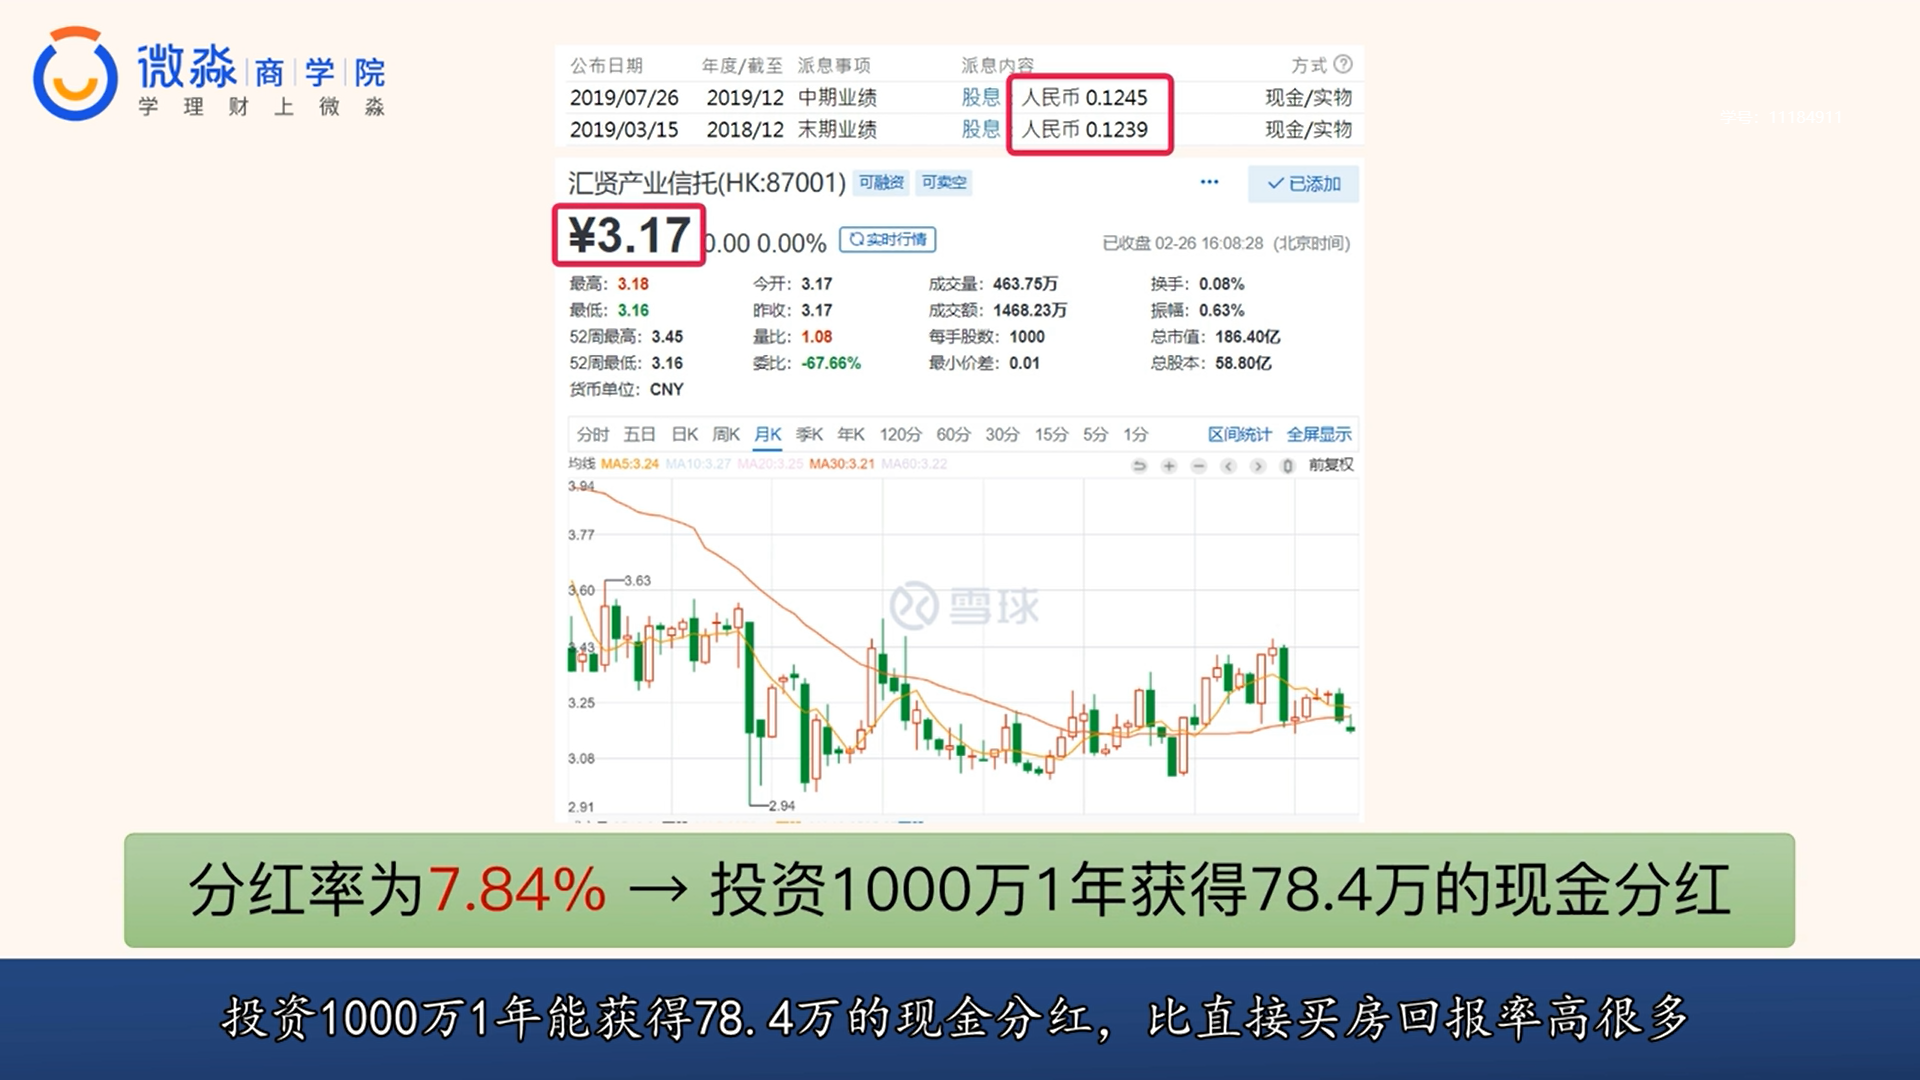 微淼 商 学 院
学理财上微淼
学号: 11184911
公布日期 年度/截至 派息事项 派息内容 方式
2019/07/26 2019/12 中期业绩 股息 人民币 0.1245 现金/实物
2019/03/15 2018/12 末期业绩 股息 人民币 0.1239 现金/实物
汇贤产业信托(HK:87001) 可融资 可卖空 ··· 已添加
¥3.17 0.00 0.00% 实时行情 已收盘 02-26 16:08:28 (北京时间)
最高: 3.18 今开: 3.17 成交量: 463.75万 换手: 0.08%
最低: 3.16 昨收: 3.17 成交额: 1468.23万 振幅: 0.63%
52周最高: 3.45 量比: 1.08 每手股数: 1000 总市值: 186.40亿
52周最低: 3.16 委比: -67.66% 最小价差: 0.01 总股本: 58.80亿
货币单位: CNY
分时 五日 日K 周K 月K 季K 年K 120分 60分 30分 15分 5分 1分 区间统计 全屏显示
均线 MA5:3.24 MA10:3.27 MA20:3.25 MA30:3.21 MA60:3.22 前复权
3.94
3.77
3.63
3.60
雪球
3.43
3.25
3.08
2.94
2.91
分红率为7.84% → 投资1000万1年获得78.4万的现金分红
投资1000万1年能获得78.4万的现金分红，比直接买房回报率高很多